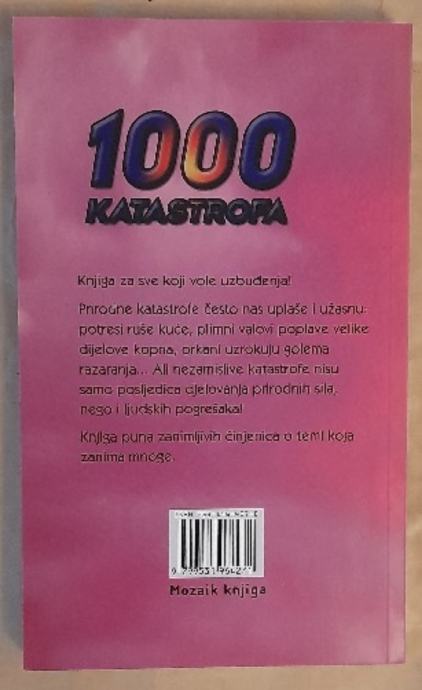 1000
KATASTROFA
Knjiga za sve koji vole uzbuđenja!
Prirodne katastrofe često nas uplaše i užasnu:
potresi ruše kuće, plimni valovi poplave velike
dijelove kopna, orkani uzrokuju golema
razaranja... Ali nezamislive katastrofe nisu
samo posljedica djelovanja prirodnih sila,
nego i ljudskih pogrešaka!
Knjiga puna zanimljivih činjenica o temi koja
zanima mnoge.
Mozaik knjiga